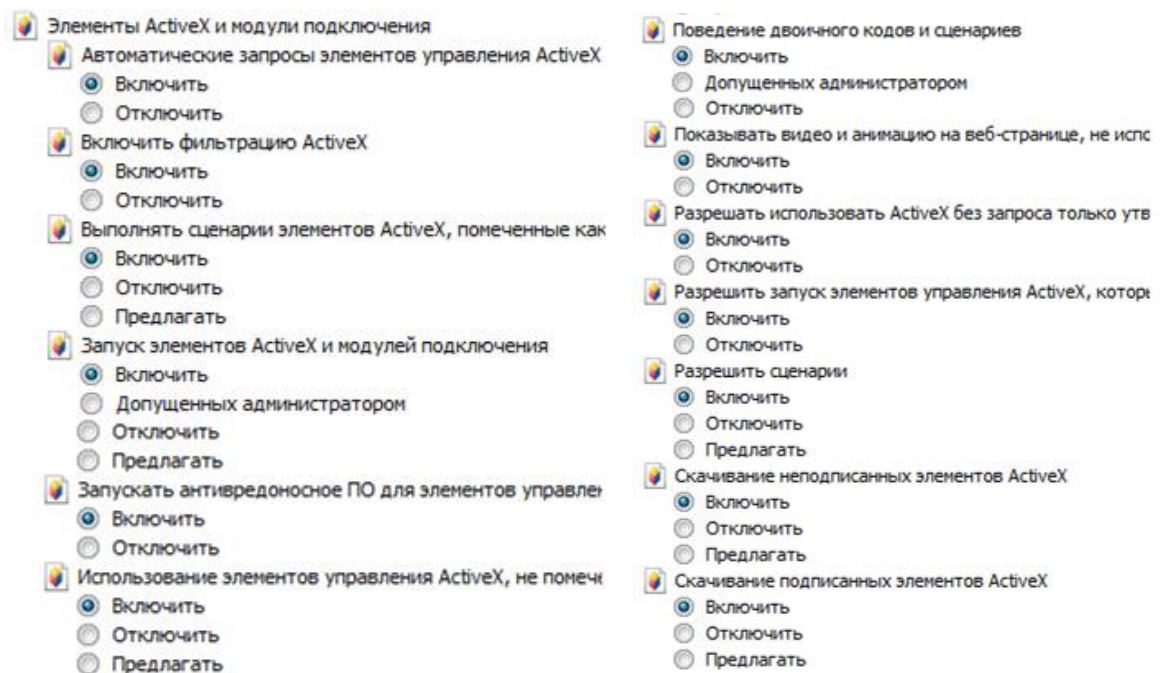 Элементы ActiveX и модули подключения
Автоматические запросы элементов управления ActiveX
Включить
Отключить
Включить фильтрацию ActiveX
Включить
Отключить
Выполнять сценарии элементов ActiveX, помеченные как
Включить
Отключить
Предлагать
Запуск элементов ActiveX и модулей подключения
Включить
Допущенных администратором
Отключить
Предлагать
Запускать антивредоносное ПО для элементов управлен
Включить
Отключить
Использование элементов управления ActiveX, не помече
Включить
Отключить
Предлагать
Поведение двоичного кодов и сценариев
Включить
Допущенных администратором
Отключить
Показывать видео и анимацию на веб-странице, не испо
Включить
Отключить
Разрешать использовать ActiveX без запроса только утв
Включить
Отключить
Разрешить запуск элементов управления ActiveX, которы
Включить
Отключить
Разрешить сценарии
Включить
Отключить
Предлагать
Скачивание неподписанных элементов ActiveX
Включить
Отключить
Предлагать
Скачивание подписанных элементов ActiveX
Включить
Отключить
Предлагать